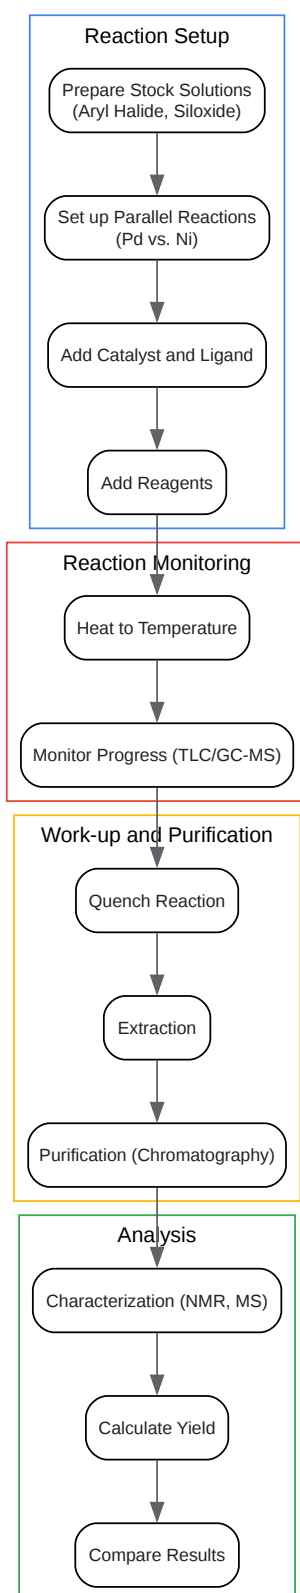 Reaction Setup
Prepare Stock Solutions
(Aryl Halide, Siloxide)
Set up Parallel Reactions
(Pd vs. Ni)
Add Catalyst and Ligand
Add Reagents
Reaction Monitoring
Heat to Temperature
Monitor Progress (TLC/GC-MS)
Work-up and Purification
Quench Reaction
Extraction
Purification (Chromatography)
Analysis
Characterization (NMR, MS)
Calculate Yield
Compare Results